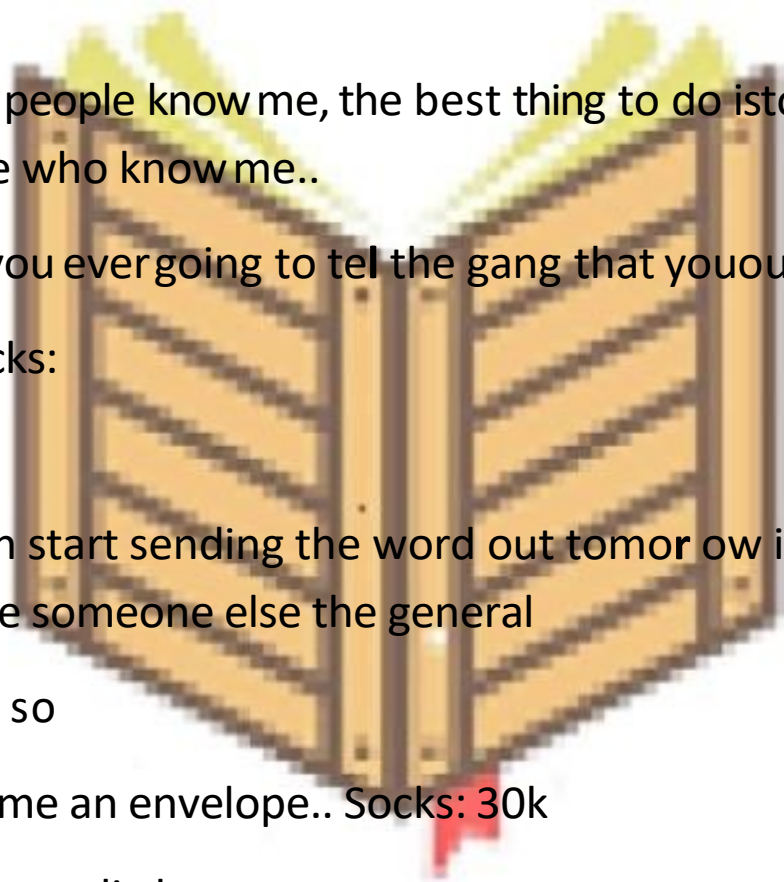 people know me, the best thing to do isto
e who know me..
you ever going to tel the gang that youou
cks:
n start sending the word out tomor ow i
e someone else the general
so
me an envelope.. Socks: 30k